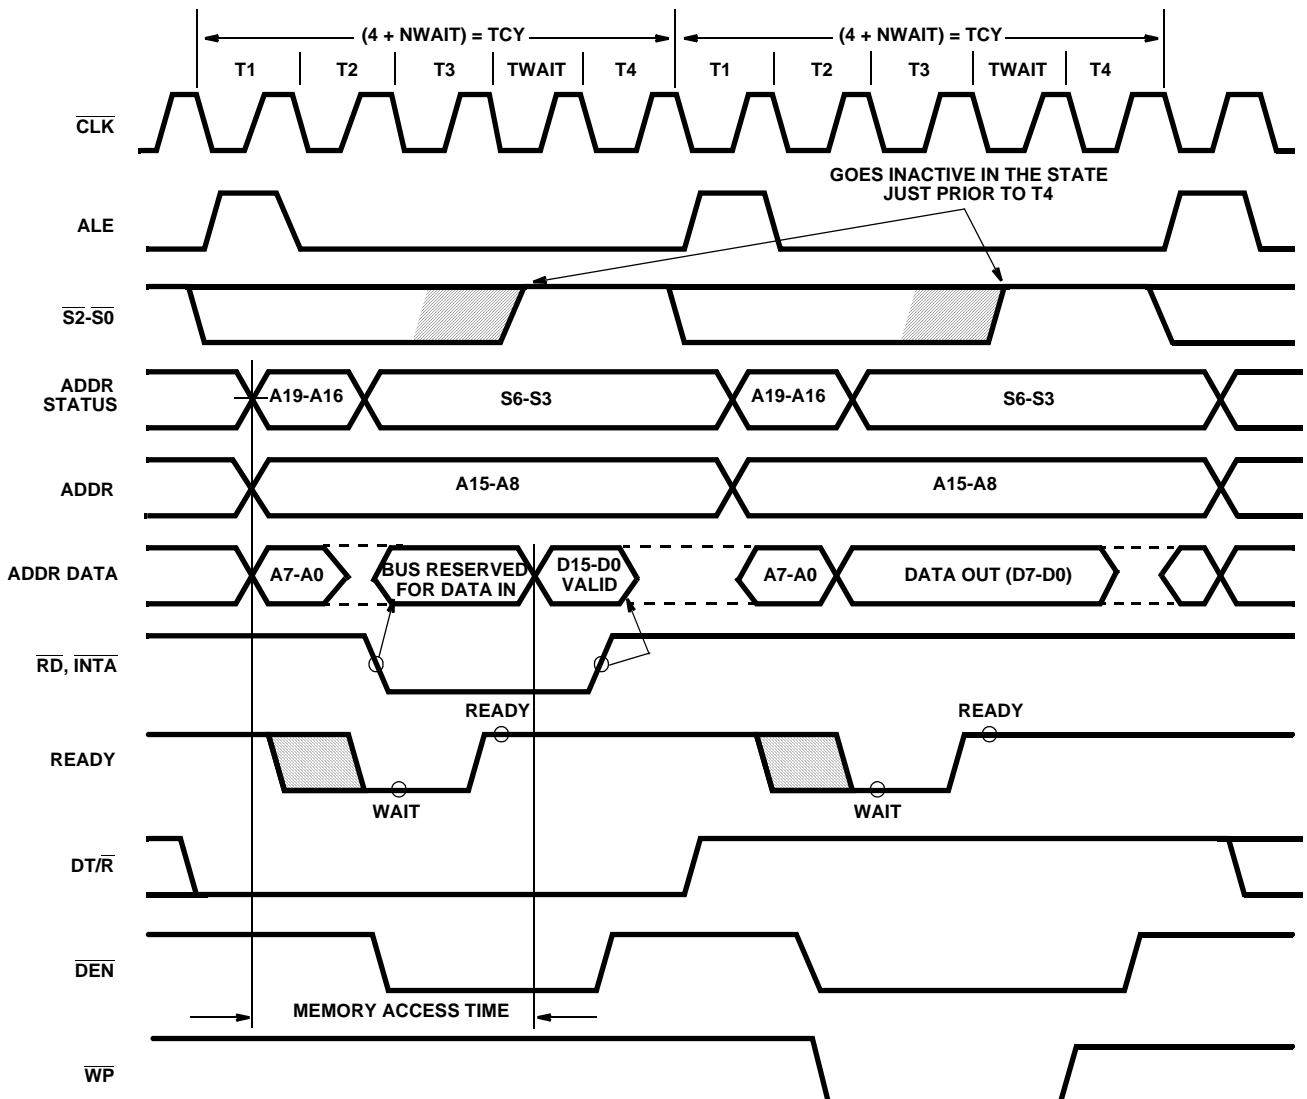 (4 + NWAIT) = TCY (4 + NWAIT) = TCY
T1 T2 T3 TWAIT T4 T1 T2 T3 TWAIT T4
CLK
GOES INACTIVE IN THE STATE
JUST PRIOR TO T4
ALE
S2-S0
ADDR
STATUS
A19-A16 S6-S3 A19-A16 S6-S3
ADDR
A15-A8 A15-A8
ADDR DATA
A7-A0
BUS RESERVED
FOR DATA IN
D15-D0
VALID
A7-A0
DATA OUT (D7-D0)
RD, INTA
READY READY
READY
WAIT WAIT
DT/R
DEN
MEMORY ACCESS TIME
WP